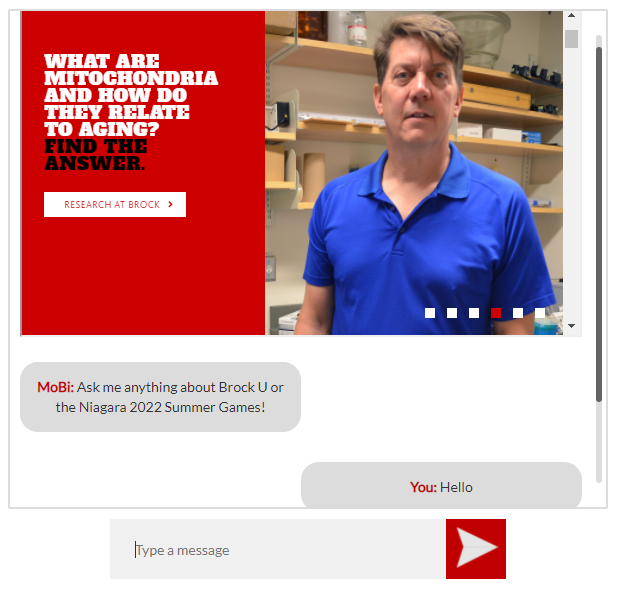 WHAT ARE
MITOCHONDRIA
AND HOW DO
THEY RELATE
TO AGING?
FIND THE
ANSWER.
RESEARCH AT BROCK
MoBi: Ask me anything about Brock U or
the Niagara 2022 Summer Games!
You: Hello
Type a message